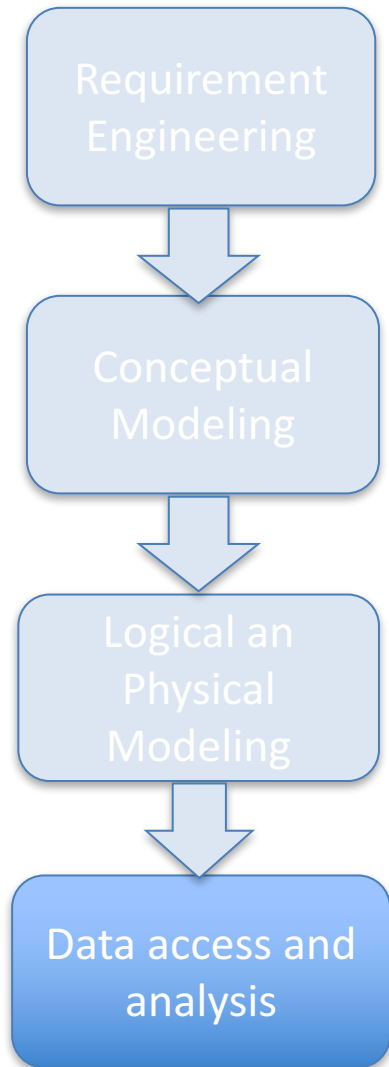 Requirement
Engineering
Conceptual
Modeling
Logical an
Physical
Modeling
Data access and
analysis